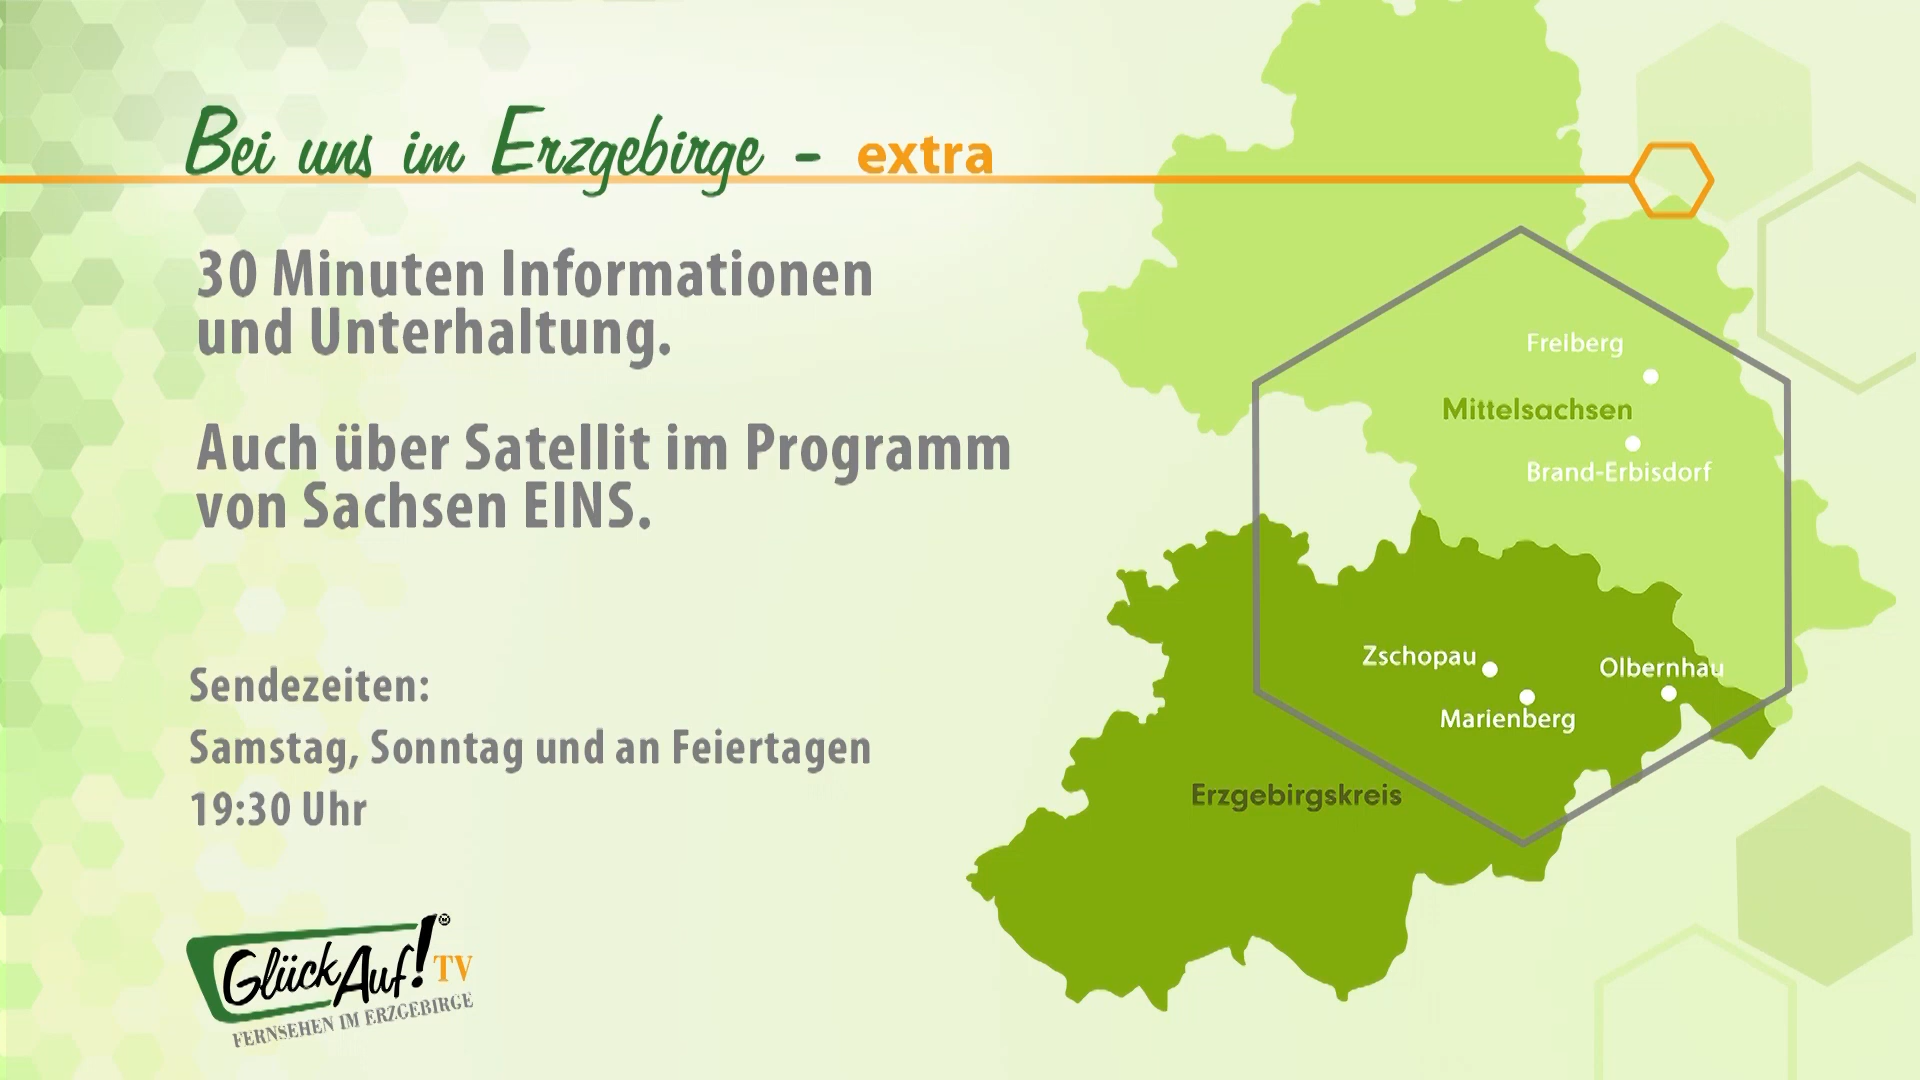 Bei uns im Erzgebirge - extra
30 Minuten Informationen
und Unterhaltung.
Auch über Satellit im Programm
von Sachsen EINS.
Sendezeiten:
Samstag, Sonntag und an Feiertagen
19:30 Uhr
GlückAuf! TV
FERNSEHEN IM ERZGEBIRGE
Freiberg
Mittelsachsen
Brand-Erbisdorf
Zschopau
Olbernhau
Marienberg
Erzgebirgskreis